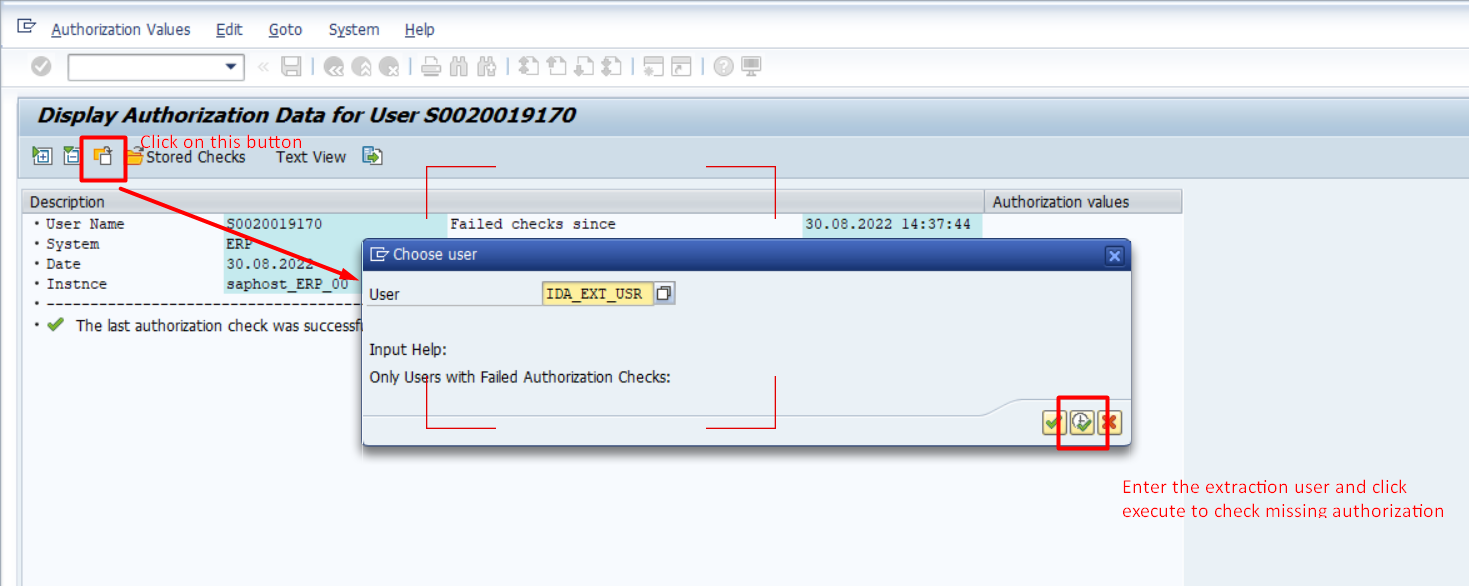 Authorization Values Edit Goto System Help
Display Authorization Data for User S0020019170
Click on this button
Stored Checks Text View
Description Authorization values
User Name S0020019170 Failed checks since 30.08.2022 14:37:44
System ERP
Date 30.08.2022
Instnce saphost_ERP_00
The last authorization check was successf
Choose user
User IDA_EXT_USR
Input Help:
Only Users with Failed Authorization Checks:
Enter the extraction user and click
execute to check missing authorization